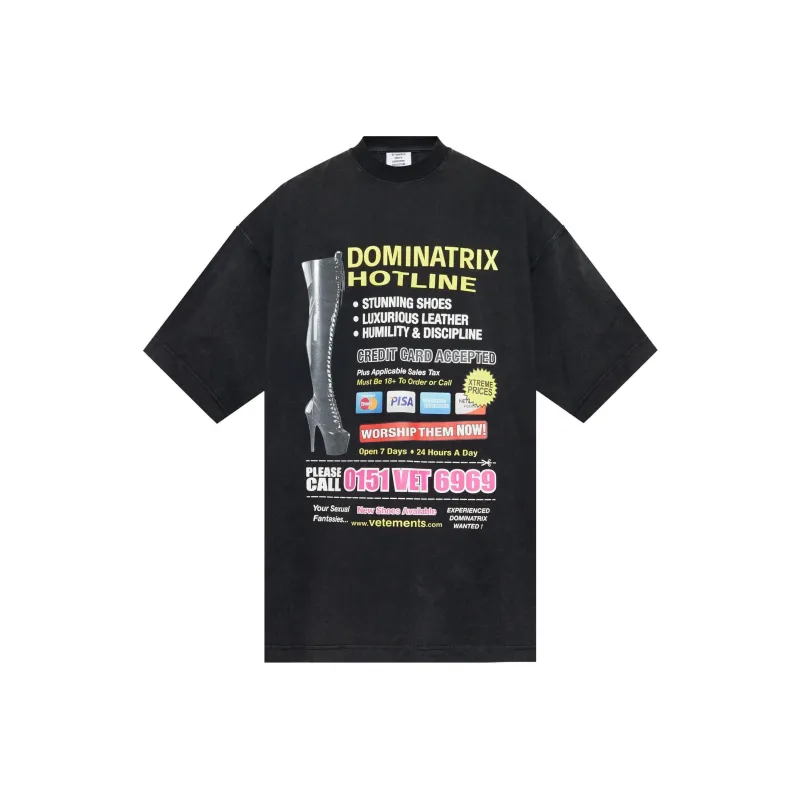 DOMINATRIX
HOTLINE
• STUNNING SHOES
• LUXURIOUS LEATHER
• HUMILITY & DISCIPLINE
CREDIT CARD ACCEPTED
Plus Applicable Sales Tax
Must Be 18+ To Order or Call
XTREME
PRICES
PISA
WORSHIP THEM NOW!
Open 7 Days • 24 Hours A Day
PLEASE
CALL
0151 VET 6969
Your Sexual
Fantasies...
New Shoes Available
www.vetements.com
EXPERIENCED
DOMINATRIX
WANTED !